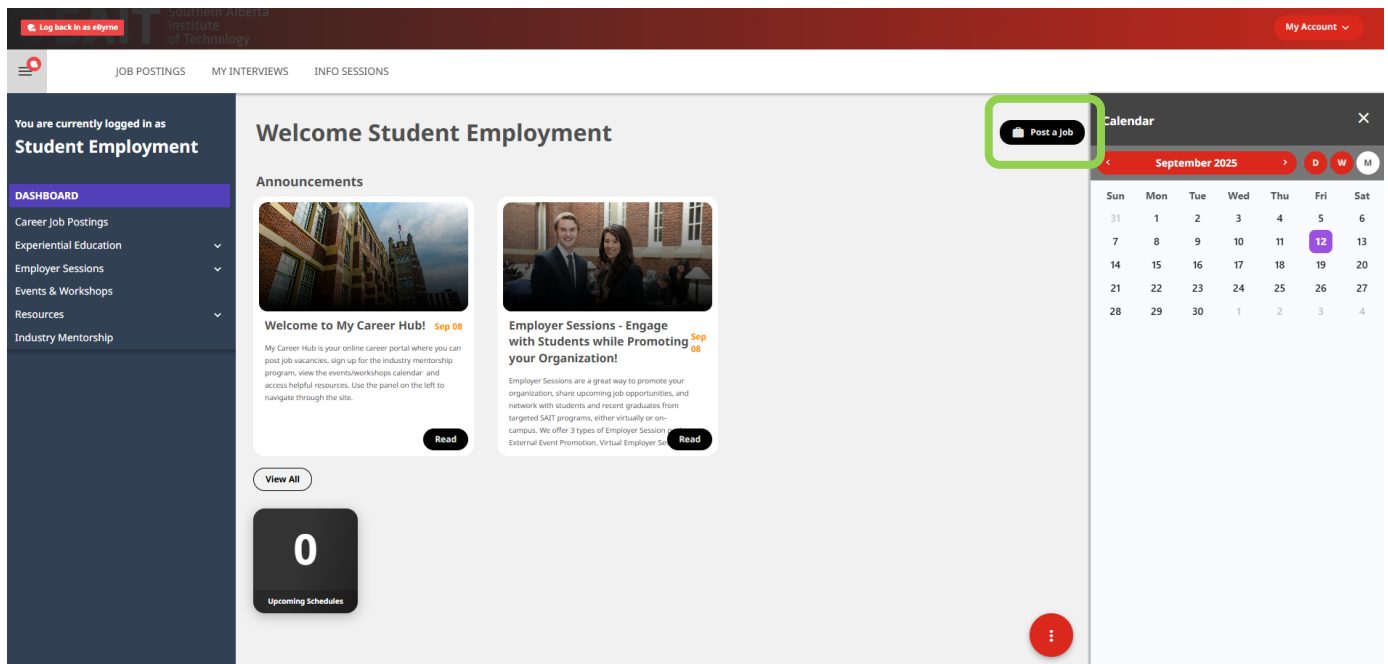 Log back in as eByrne
SAIT
Southern Alberta
Institute
of Technology
My Account
JOB POSTINGS MY INTERVIEWS INFO SESSIONS
You are currently logged in as
Student Employment
DASHBOARD
Career Job Postings
Experiential Education
Employer Sessions
Events & Workshops
Resources
Industry Mentorship
Welcome Student Employment
Post a Job
Announcements
Welcome to My Career Hub! Sep 08
My Career Hub is your online career portal where you can
post job vacancies, sign up for the industry mentorship
program, view the events/workshops calendar and
access helpful resources. Use the panel on the left to
navigate through the site.
Read
Employer Sessions - Engage
with Students while Promoting
your Organization!
Sep
08
Employer Sessions are a great way to promote your
organization, share upcoming job opportunities, and
network with students and recent graduates from
targeted SAIT programs, either virtually or on-
campus. We offer 3 types of Employer Session
External Event Promotion, Virtual Employer
Read
View All
0
Upcoming Schedules
Calendar
September 2025 D W M
Sun Mon Tue Wed Thu Fri Sat
31 1 2 3 4 5 6
7 8 9 10 11 12 13
14 15 16 17 18 19 20
21 22 23 24 25 26 27
28 29 30 1 2 3 4